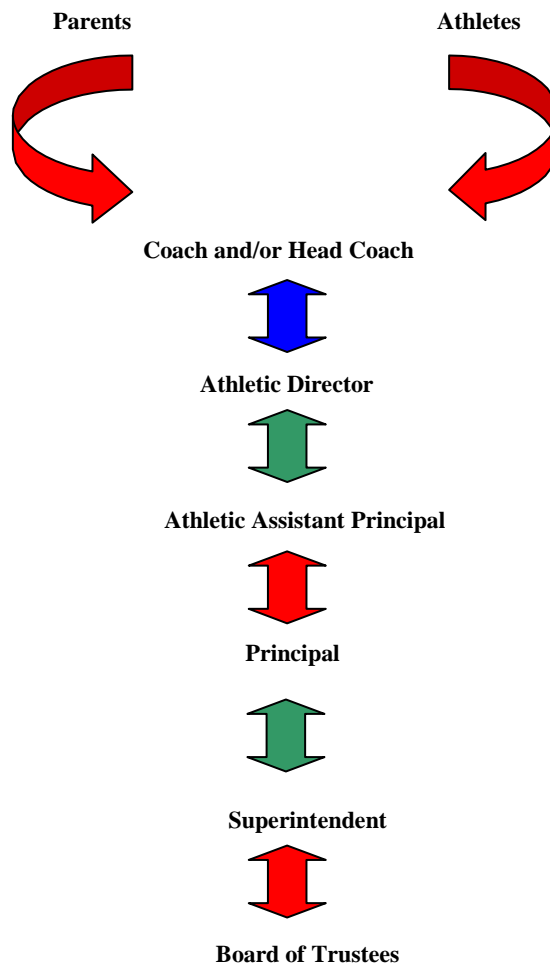 Parents Athletes
Coach and/or Head Coach
Athletic Director
Athletic Assistant Principal
Principal
Superintendent
Board of Trustees